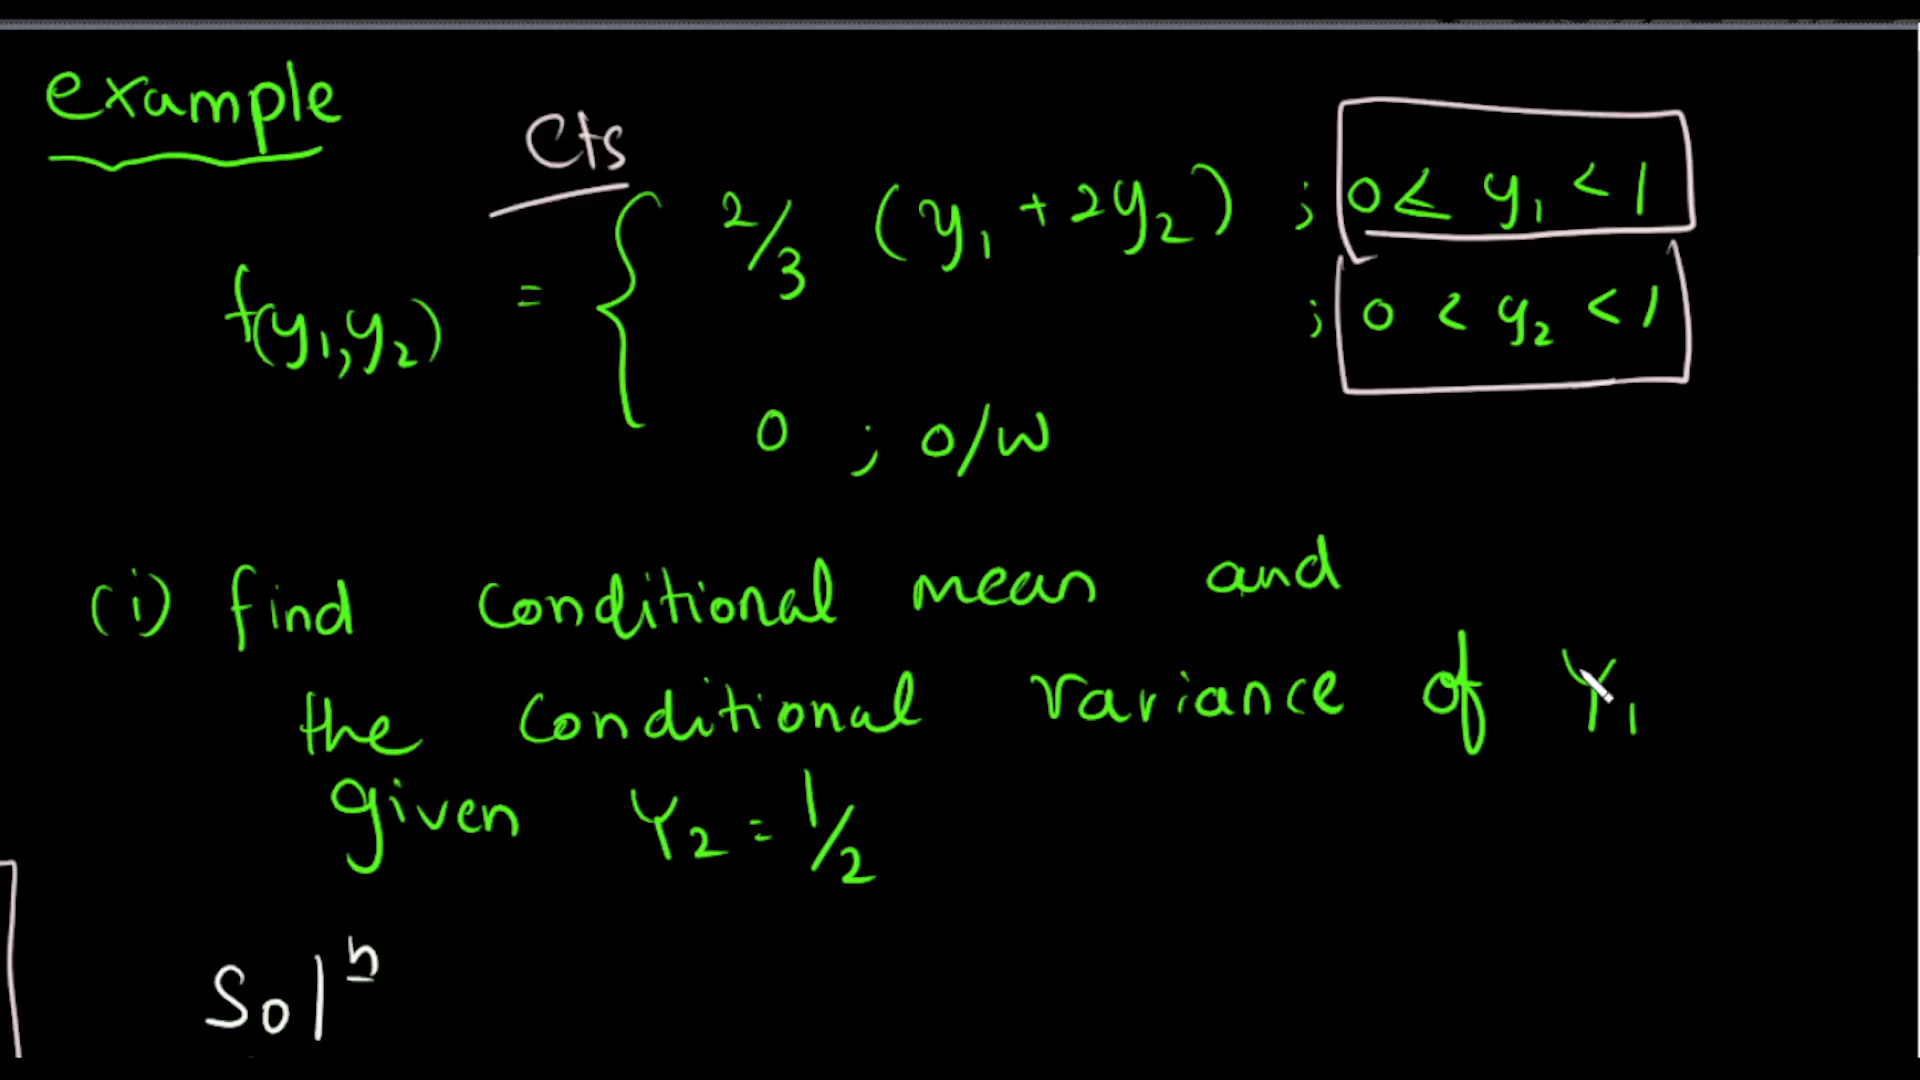 example
Cts
f(y₁,y₂) = { 2/3 (y₁ + 2y₂) ; 0 ≤ y₁ < 1
; 0 < y₂ < 1
0 ; o/w
(i) find conditional mean and
the conditional variance of Y₁
given Y₂ = 1/2
Solⁿ